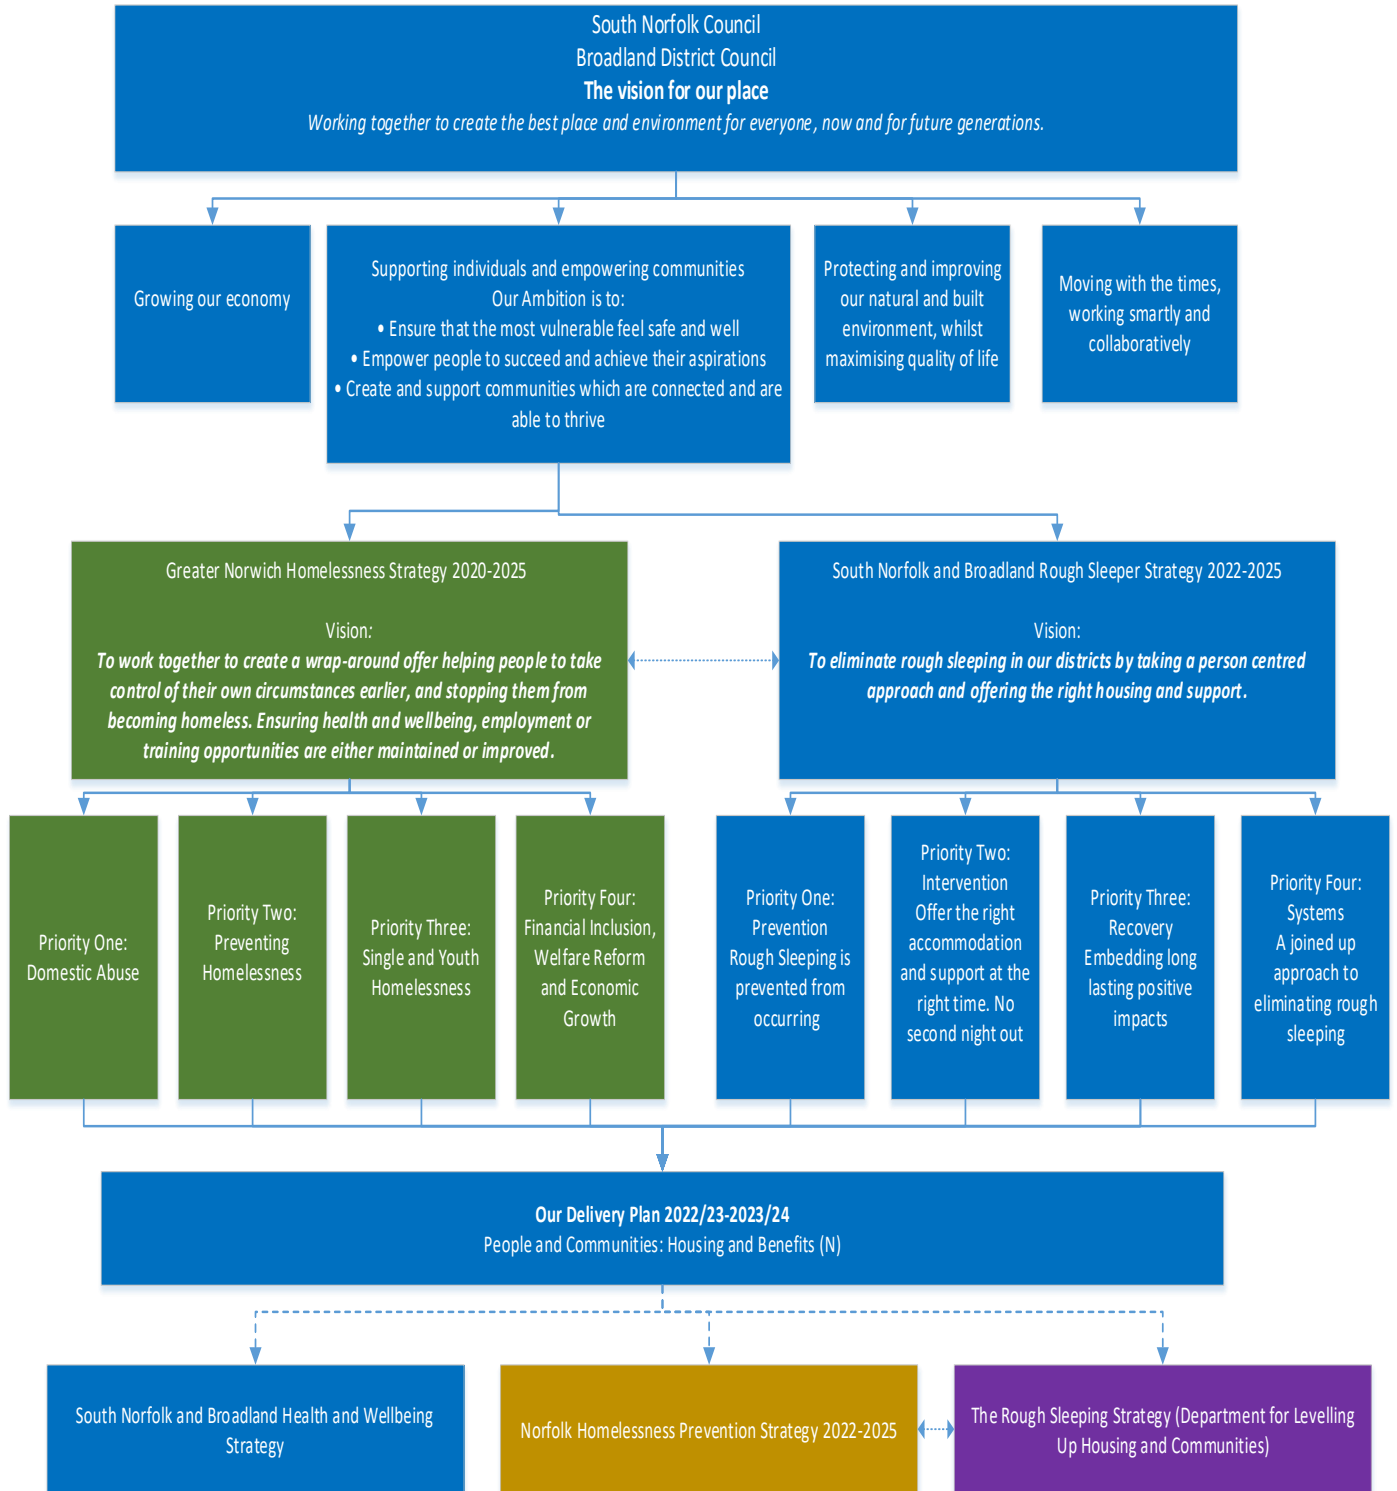 South Norfolk Council
Broadland District Council
The vision for our place
Working together to create the best place and environment for everyone, now and for future generations.
Growing our economy
Supporting individuals and empowering communities
Our Ambition is to:
• Ensure that the most vulnerable feel safe and well
• Empower people to succeed and achieve their aspirations
• Create and support communities which are connected and are
able to thrive
Protecting and improving
our natural and built
environment, whilst
maximising quality of life
Moving with the times,
working smartly and
collaboratively
Greater Norwich Homelessness Strategy 2020-2025
Vision:
To work together to create a wrap-around offer helping people to take
control of their own circumstances earlier, and stopping them from
becoming homeless. Ensuring health and wellbeing, employment or
training opportunities are either maintained or improved.
South Norfolk and Broadland Rough Sleeper Strategy 2022-2025
Vision:
To eliminate rough sleeping in our districts by taking a person centred
approach and offering the right housing and support.
Priority One:
Domestic Abuse
Priority Two:
Preventing
Homelessness
Priority Three:
Single and Youth
Homelessness
Priority Four:
Financial Inclusion,
Welfare Reform
and Economic
Growth
Priority One:
Prevention
Rough Sleeping is
prevented from
occurring
Priority Two:
Intervention
Offer the right
accommodation
and support at the
right time. No
second night out
Priority Three:
Recovery
Embedding long
lasting positive
impacts
Priority Four:
Systems
A joined up
approach to
eliminating rough
sleeping
Our Delivery Plan 2022/23-2023/24
People and Communities: Housing and Benefits (N)
South Norfolk and Broadland Health and Wellbeing
Strategy
Norfolk Homelessness Prevention Strategy 2022-2025
The Rough Sleeping Strategy (Department for Levelling
Up Housing and Communities)